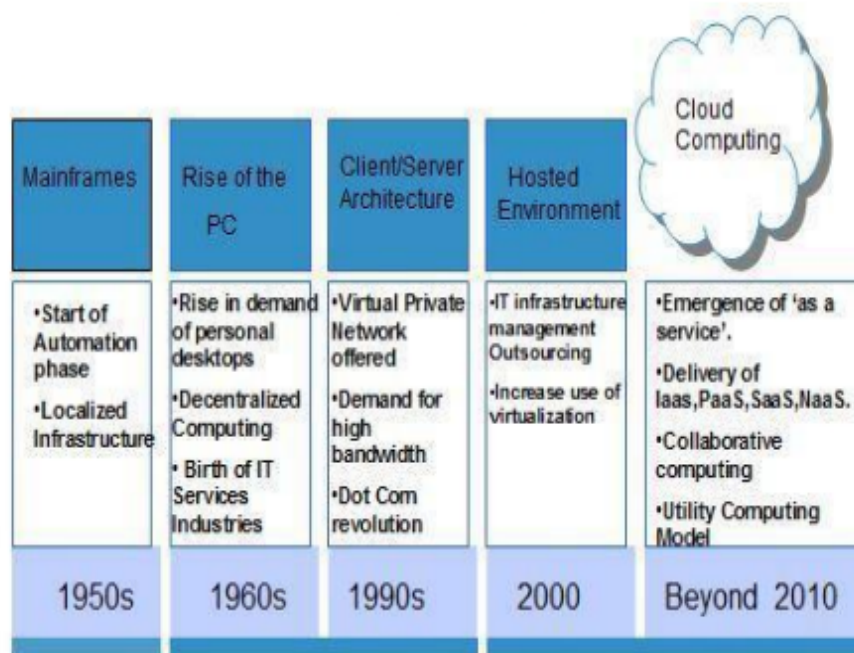 Mainframes
Rise of the
PC
Client/Server
Architecture
Hosted
Environment
Cloud
Computing
•Start of
Automation
phase
•Localized
Infrastructure
•Rise in demand
of personal
desktops
•Decentralized
Computing
• Birth of IT
Services
Industries
•Virtual Private
Network
offered
•Demand for
high
bandwidth
•Dot Com
revolution
•IT infrastructure
management
Outsourcing
•Increase use of
virtualization
•Emergence of ‘as a
service’.
•Delivery of
Iaas,PaaS,SaaS,NaaS.
•Collaborative
computing
•Utility Computing
Model
1950s
1960s
1990s
2000
Beyond 2010